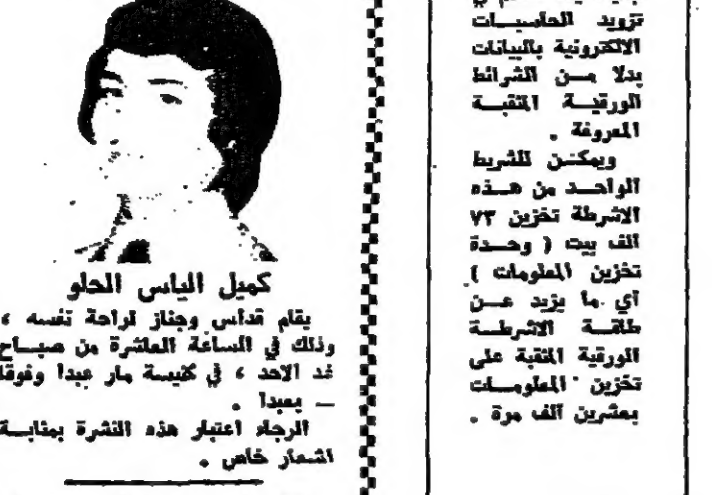 تزويد الحاسبات
الالكترونية بالبيانات
بدلا من الشرائط
الورقية المثقبة
المعروفة .
ويمكن للشريط
الواحد من هذه
الاشرطة تخزين ٧٣
ألف بيت ( وحدة
تخزين المعلومات )
أي ما يزيد عن
طاقة الاشرطة
الورقية المثقبة على
تخزين المعلومات
بعشرين ألف مرة .
كميل الياس الحلو
يقام قداس وجناز لراحة نفسه ،
وذلك في الساعة العاشرة من صباح
غد الاحد ، في كنيسة مار عبدا وفوقا
— بعبدا .
الرجاء اعتبار هذه النشرة بمثابة
اشعار خاص .